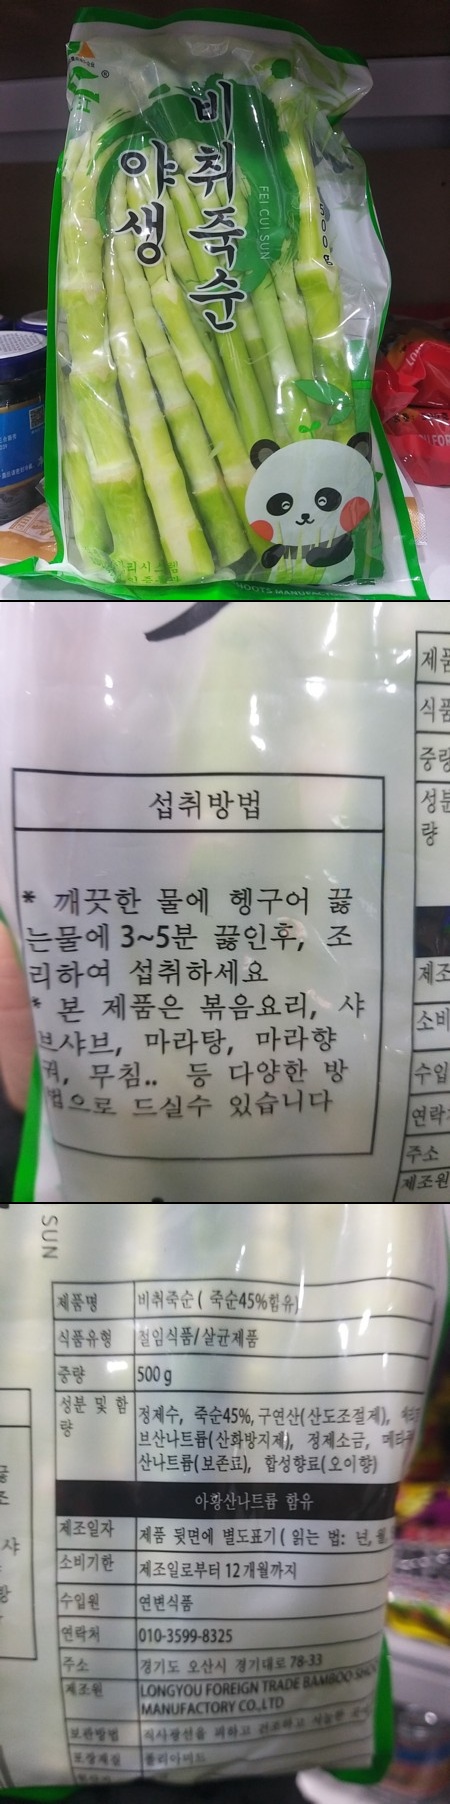 비취죽순
야생
FEI CUI SUN
500g
섭취방법
* 깨끗한 물에 헹구어 끓
는물에 3~5분 끓인후, 조
리하여 섭취하세요
* 본 제품은 볶음요리, 샤
브샤브, 마라탕, 마라향
궈, 무침.. 등 다양한 방
법으로 드실수 있습니다
제품
식품
중량
성분
량
제조
소비
수입
연락처
주소
제조원
SUN
제품명 비취죽순 ( 죽순45%함유)
식품유형 절임식품/살균제품
중량 500 g
성분 및 함량 정제수, 죽순45%, 구연산(산도조절제),
브산나트륨(산화방지제), 정제소금, 메타
산나트륨(보존료), 합성향료(오이향)
아황산나트륨 함유
제조일자 제품 뒷면에 별도표기 ( 읽는 법: 년, 월
소비기한 제조일로부터 12개월까지
수입원 연변식품
연락처 010-3599-8325
주소 경기도 오산시 경기대로 78-33
제조원 LONGYOU FOREIGN TRADE BAMBOO SHOO
MANUFACTORY CO.,LTD
보관방법 직사광선을 피하고 건조하고 서늘한
포장재질 폴리아미드